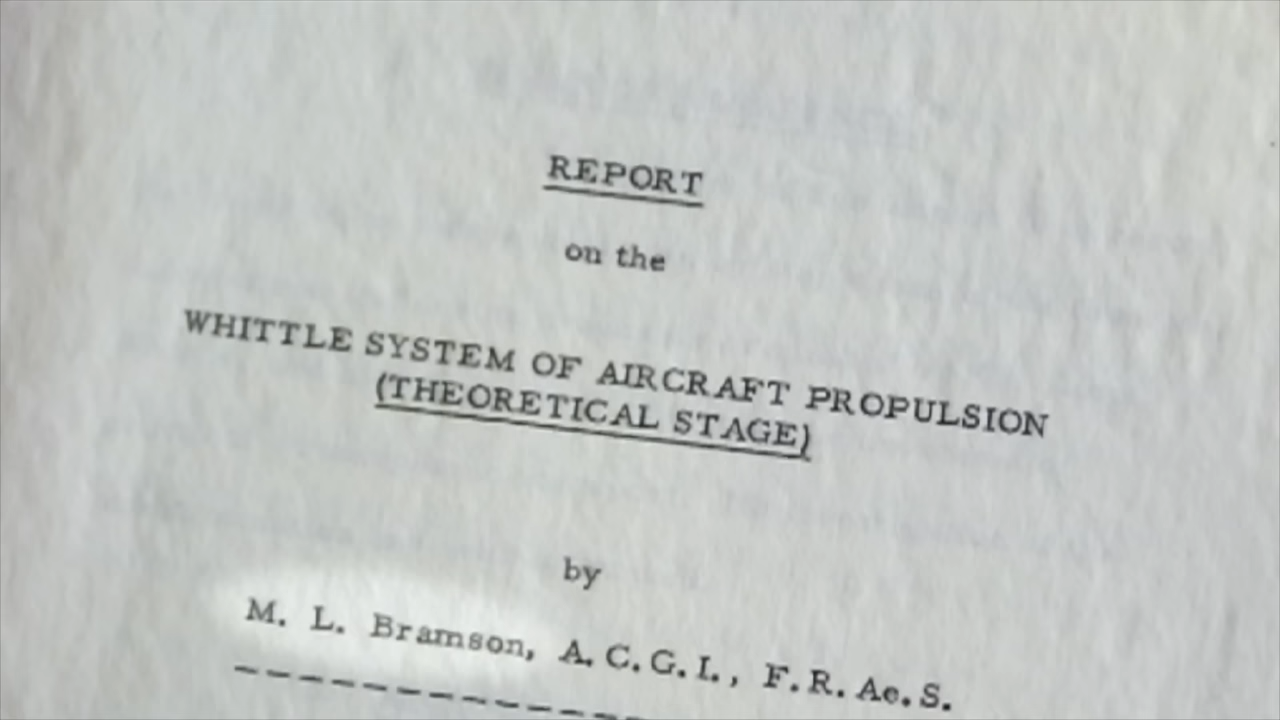 REPORT
on the
WHITTLE SYSTEM OF AIRCRAFT PROPULSION
(THEORETICAL STAGE)
by
M. L. Bramson, A.C.G.I., F.R.Ae.S.